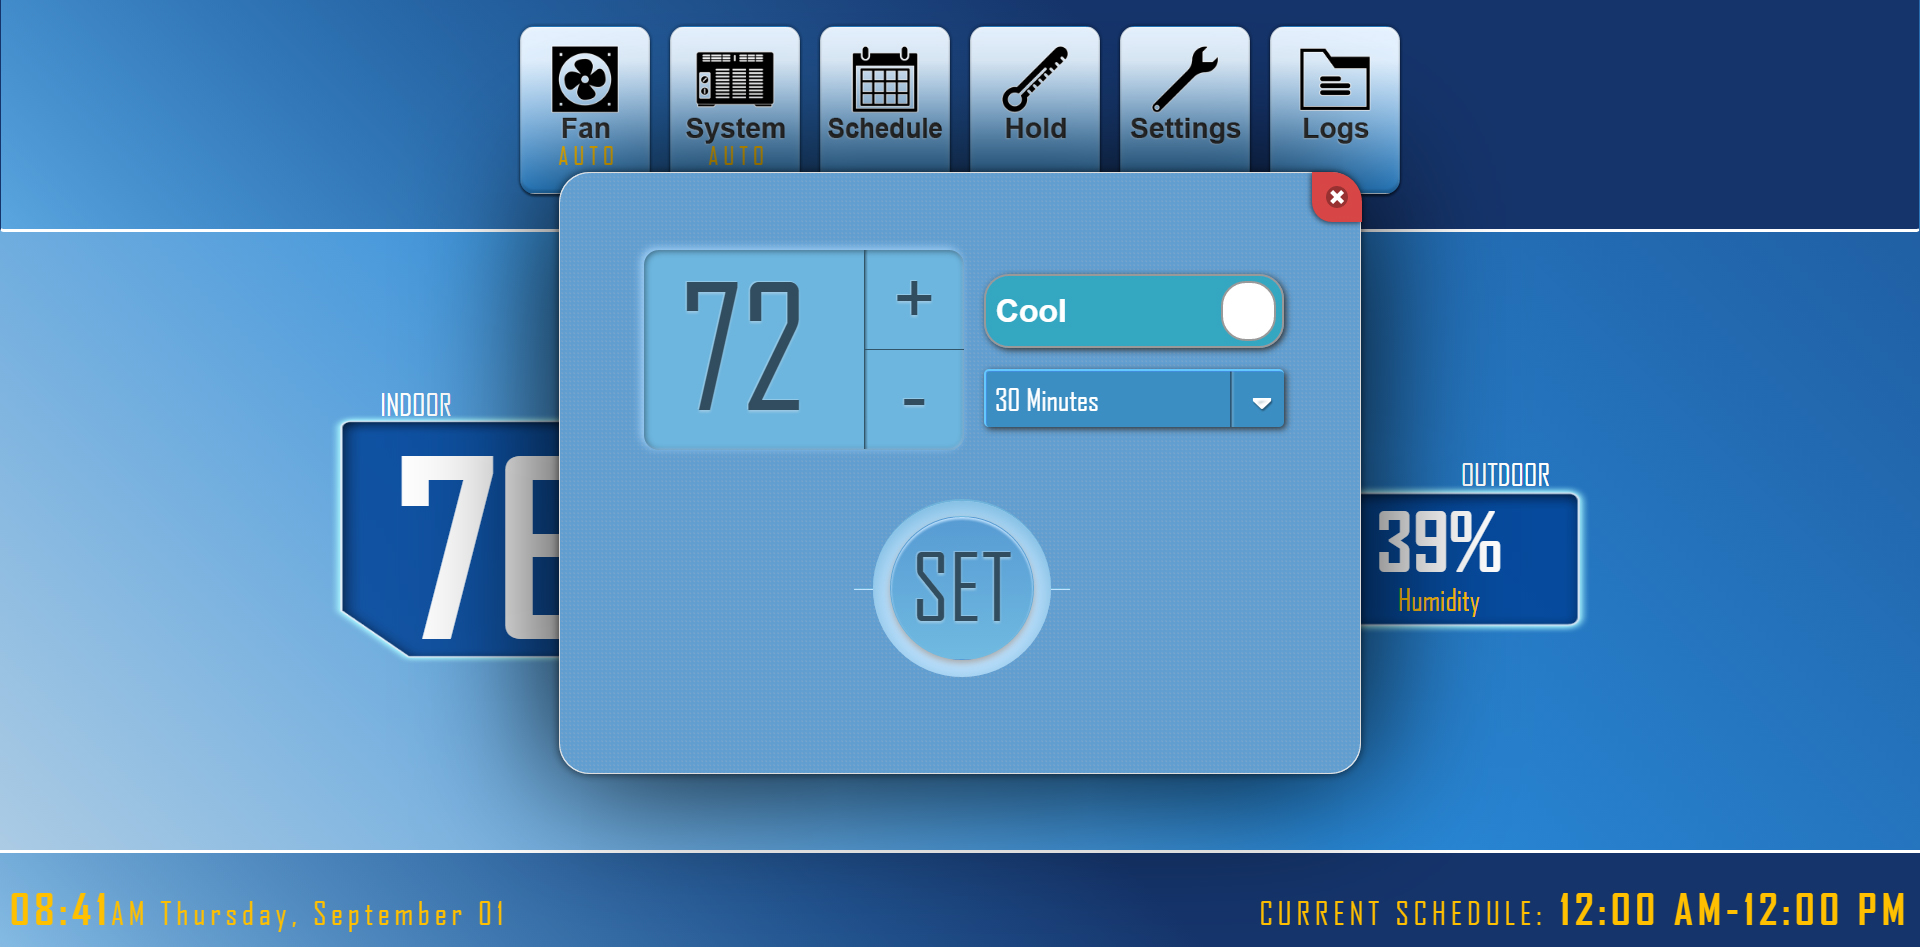 Fan
AUTO
System
AUTO
Schedule
Hold
Settings
Logs
72
+
-
Cool
30 Minutes
SET
INDOOR
OUTDOOR
39%
Humidity
08:41AM Thursday, September 01
CURRENT SCHEDULE: 12:00 AM-12:00 PM